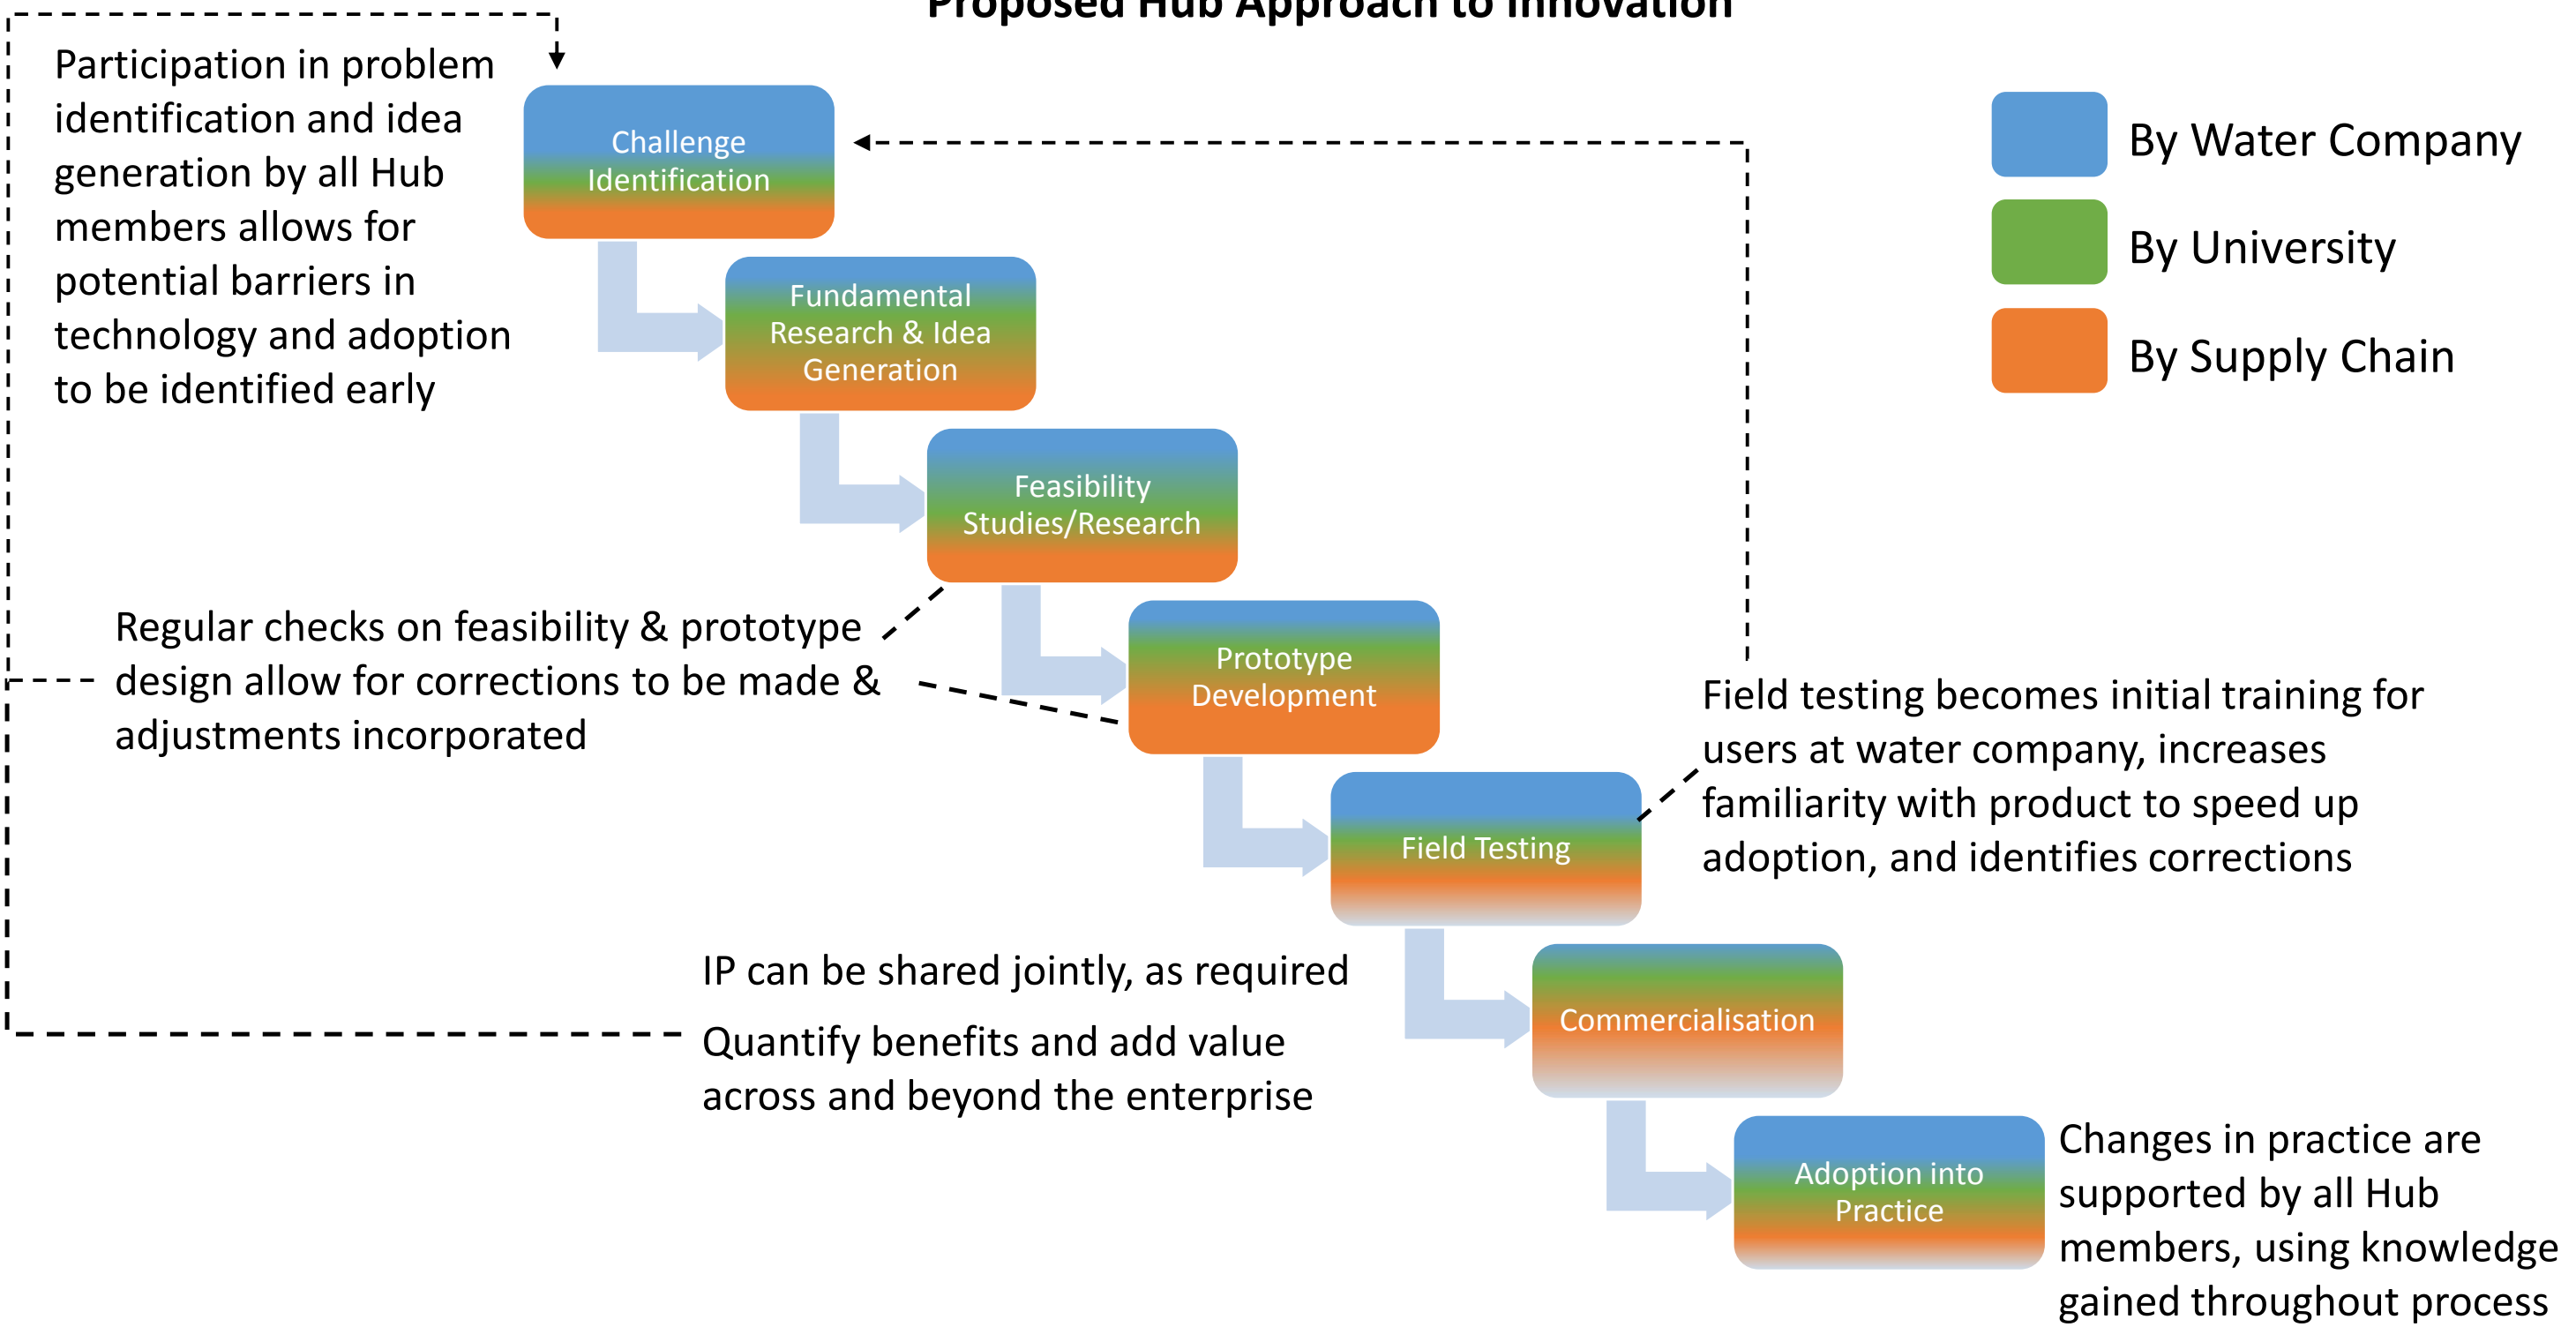 Proposed Hub Approach to Innovation
Participation in problem
identification and idea
generation by all Hub
members allows for
potential barriers in
technology and adoption
to be identified early
Challenge
Identification
By Water Company
By University
By Supply Chain
Fundamental
Research & Idea
Generation
Feasibility
Studies/Research
Regular checks on feasibility & prototype
design allow for corrections to be made &
adjustments incorporated
Prototype
Development
Field testing becomes initial training for
users at water company, increases
familiarity with product to speed up
adoption, and identifies corrections
Field Testing
IP can be shared jointly, as required
Quantify benefits and add value
across and beyond the enterprise
Commercialisation
Adoption into
Practice
Changes in practice are
supported by all Hub
members, using knowledge
gained throughout process